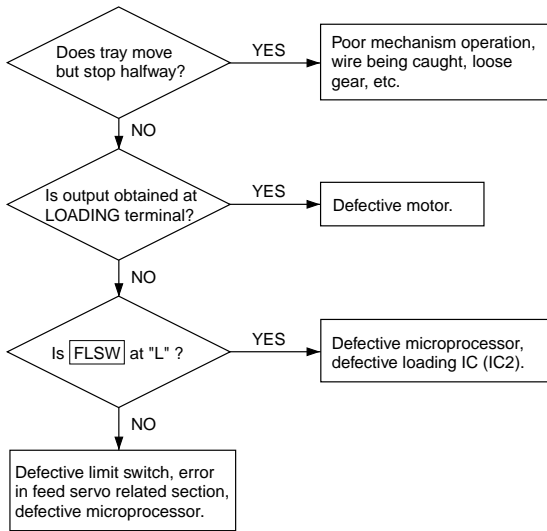 Does tray move
but stop halfway?
YES
Poor mechanism operation,
wire being caught, loose
gear, etc.
NO
Is output obtained at
LOADING terminal?
YES
Defective motor.
NO
Is FLSW at "L" ?
YES
Defective microprocessor,
defective loading IC (IC2).
NO
Defective limit switch, error
in feed servo related section,
defective microprocessor.